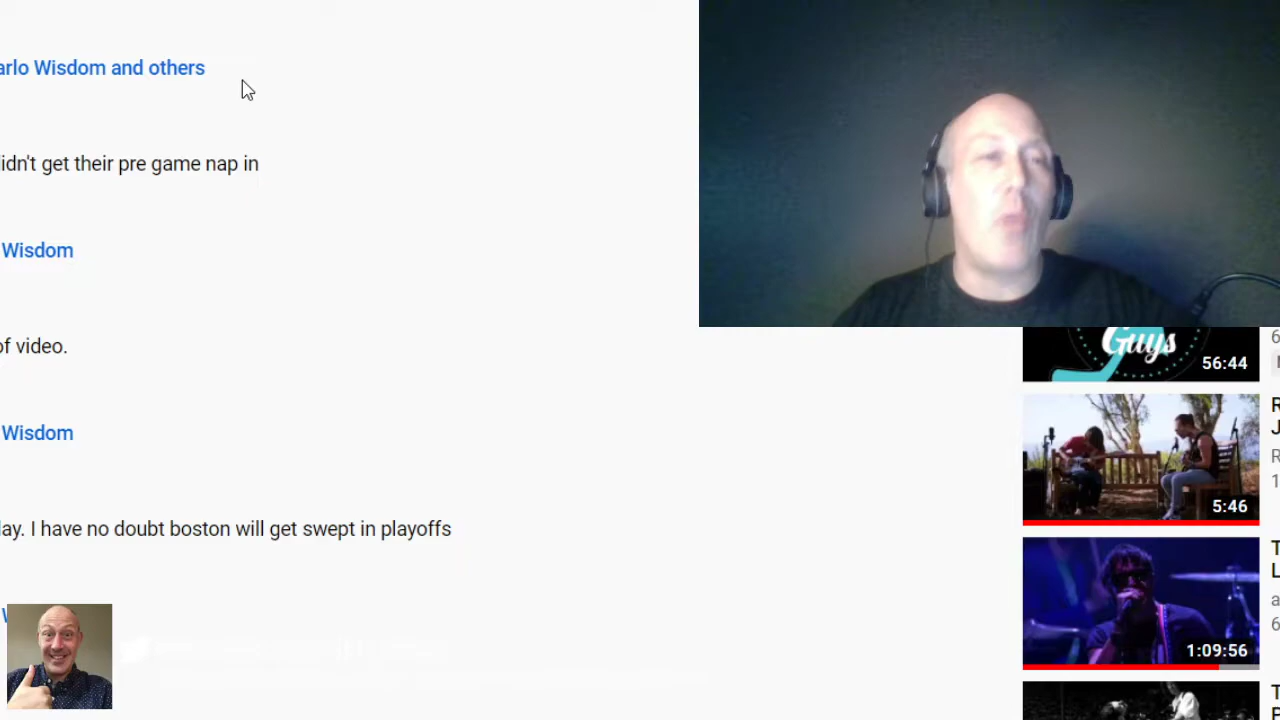 arlo Wisdom and others
idn't get their pre game nap in
Wisdom
of video.
Wisdom
lay. I have no doubt boston will get swept in playoffs
Guys
56:44
5:46
1:09:56